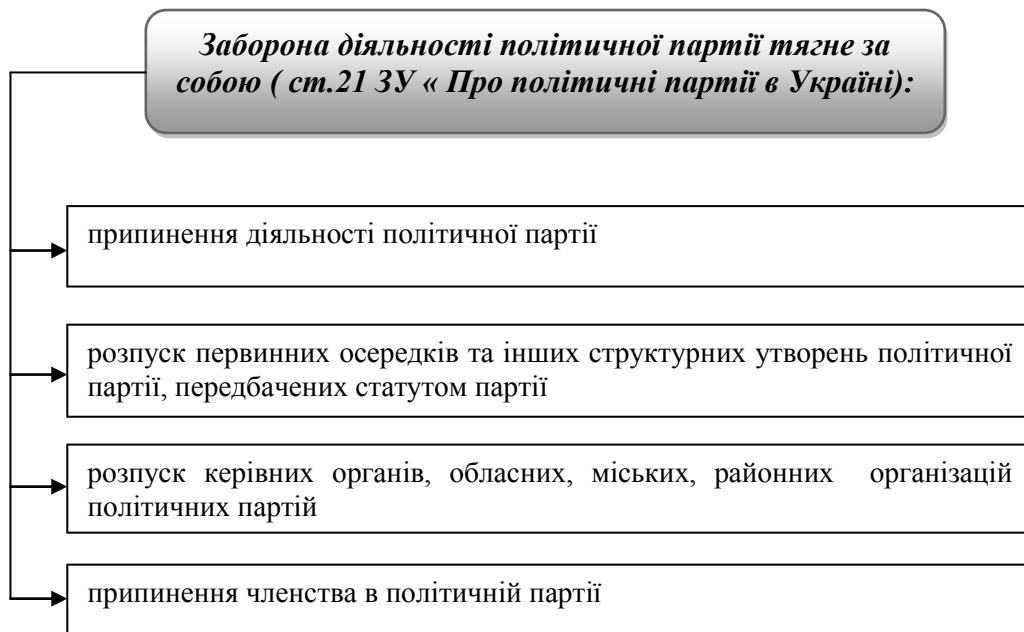 Заборона діяльності політичної партії тягне за
собою ( ст.21 ЗУ « Про політичні партії в Україні):
припинення діяльності політичної партії
розпуск первинних осередків та інших структурних утворень політичної
партії, передбачених статутом партії
розпуск керівних органів, обласних, міських, районних організацій
політичних партій
припинення членства в політичній партії